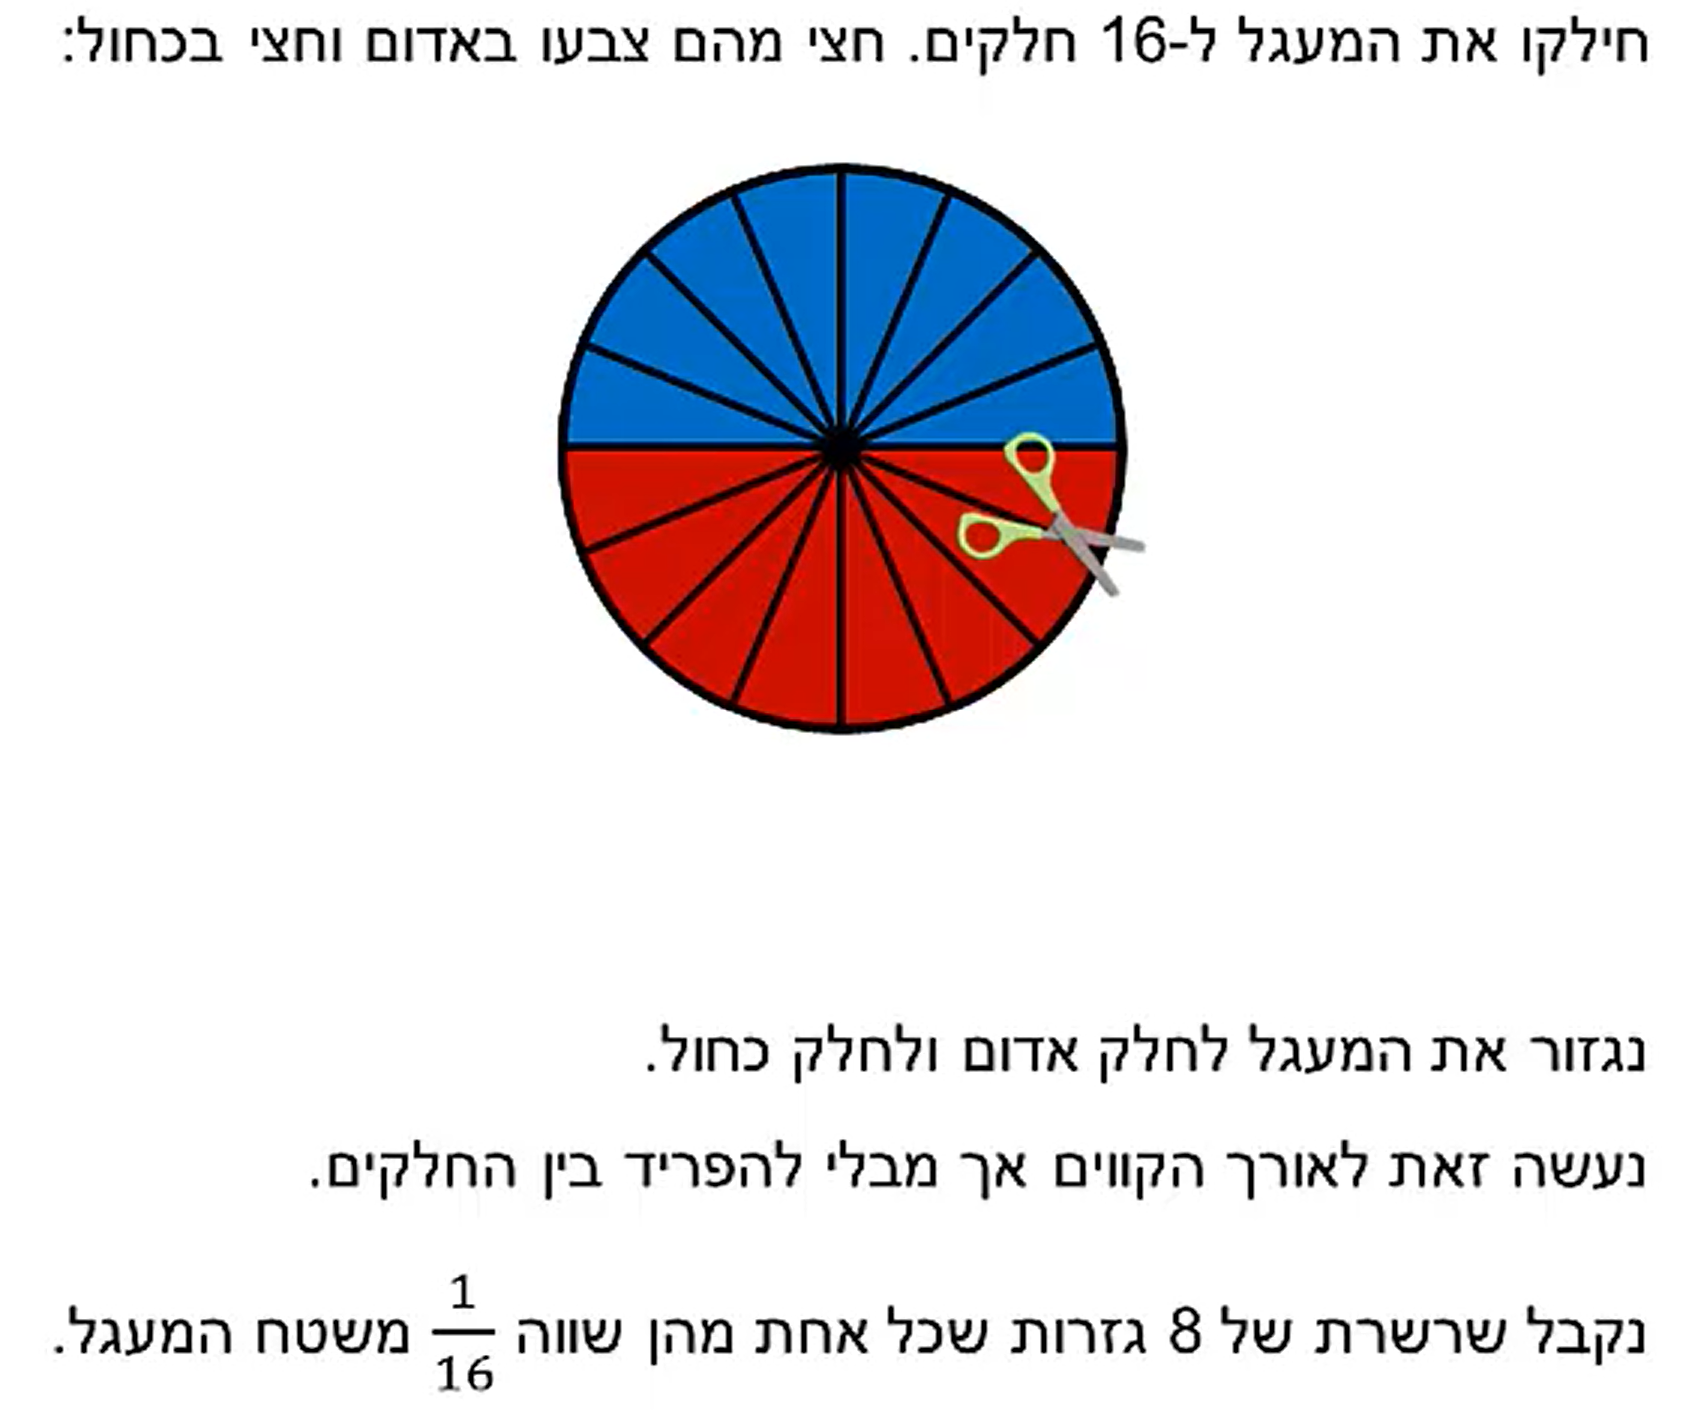 חילקו את המעגל ל-16 חלקים. חצי מהם צבעו באדום וחצי בכחול:
נגזור את המעגל לחלק אדום ולחלק כחול.
נעשה זאת לאורך הקווים אך מבלי להפריד בין החלקים.
נקבל שרשרת של 8 גזרות שכל אחת מהן שווה 1/16 משטח המעגל.